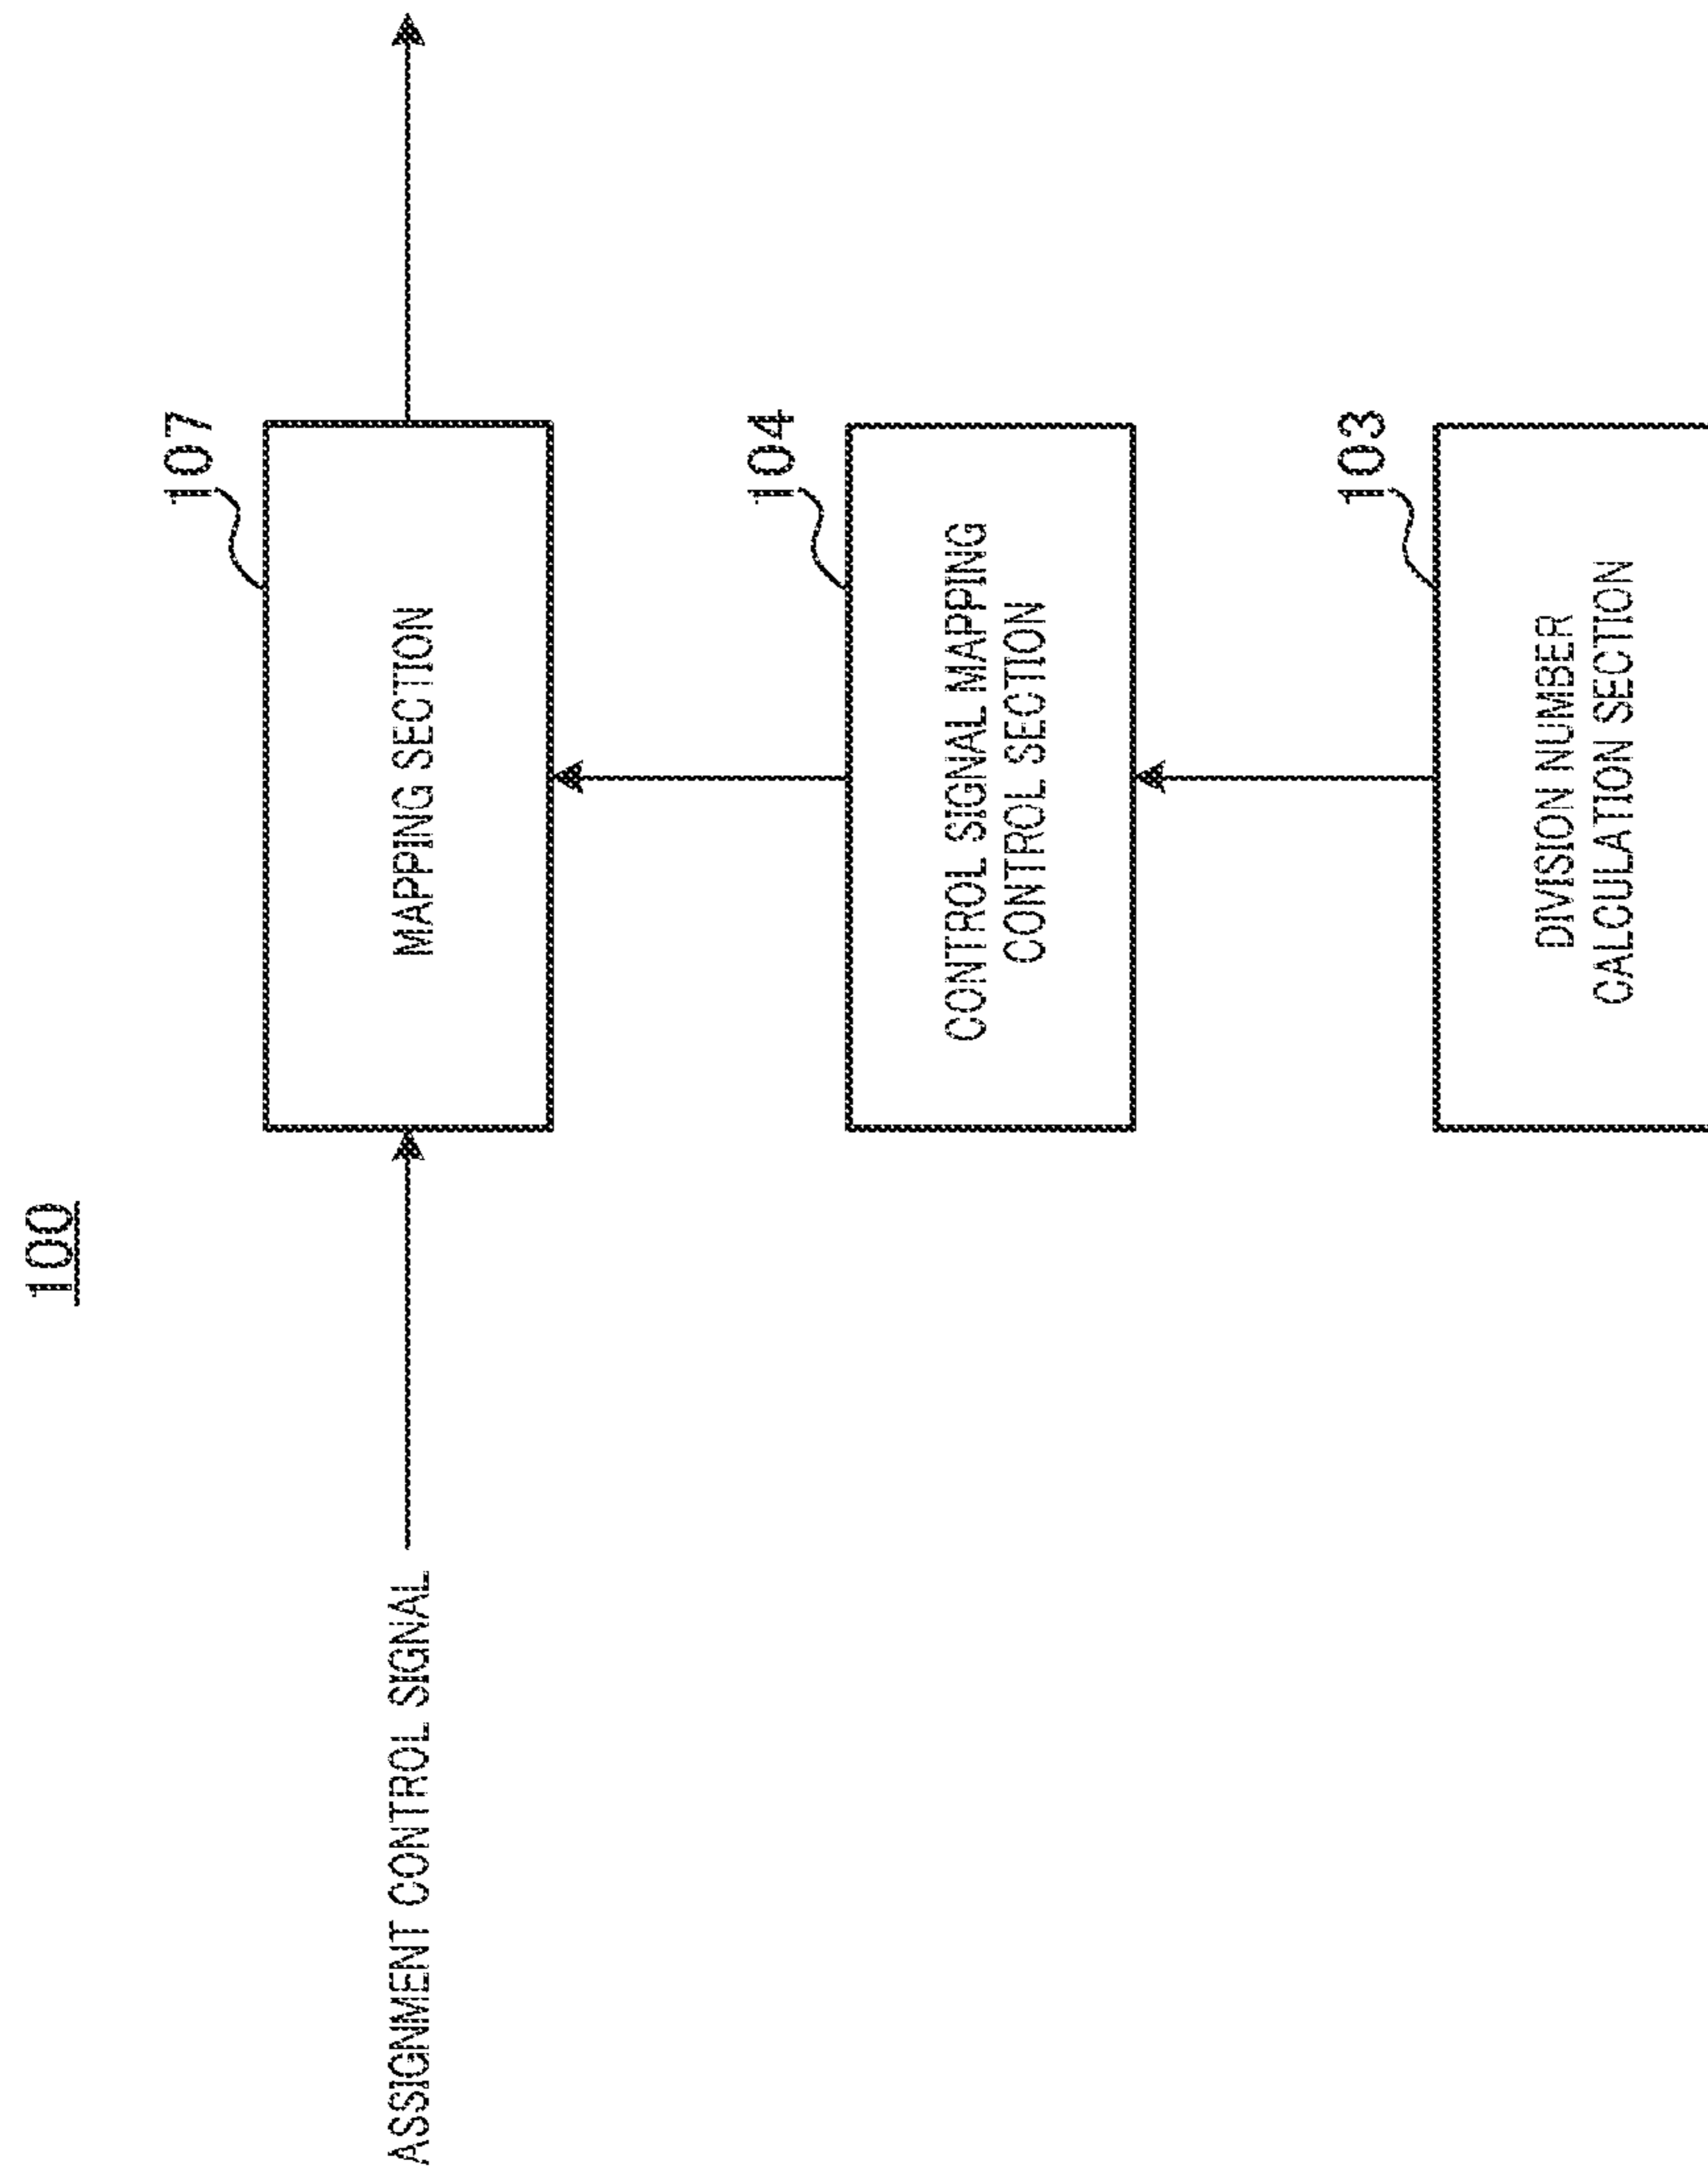 100
107
MAPPING SECTION
ASSIGNMENT CONTROL SIGNAL
104
CONTROL SIGNAL MAPPING
CONTROL SECTION
103
DIVISION NUMBER
CALCULATION SECTION